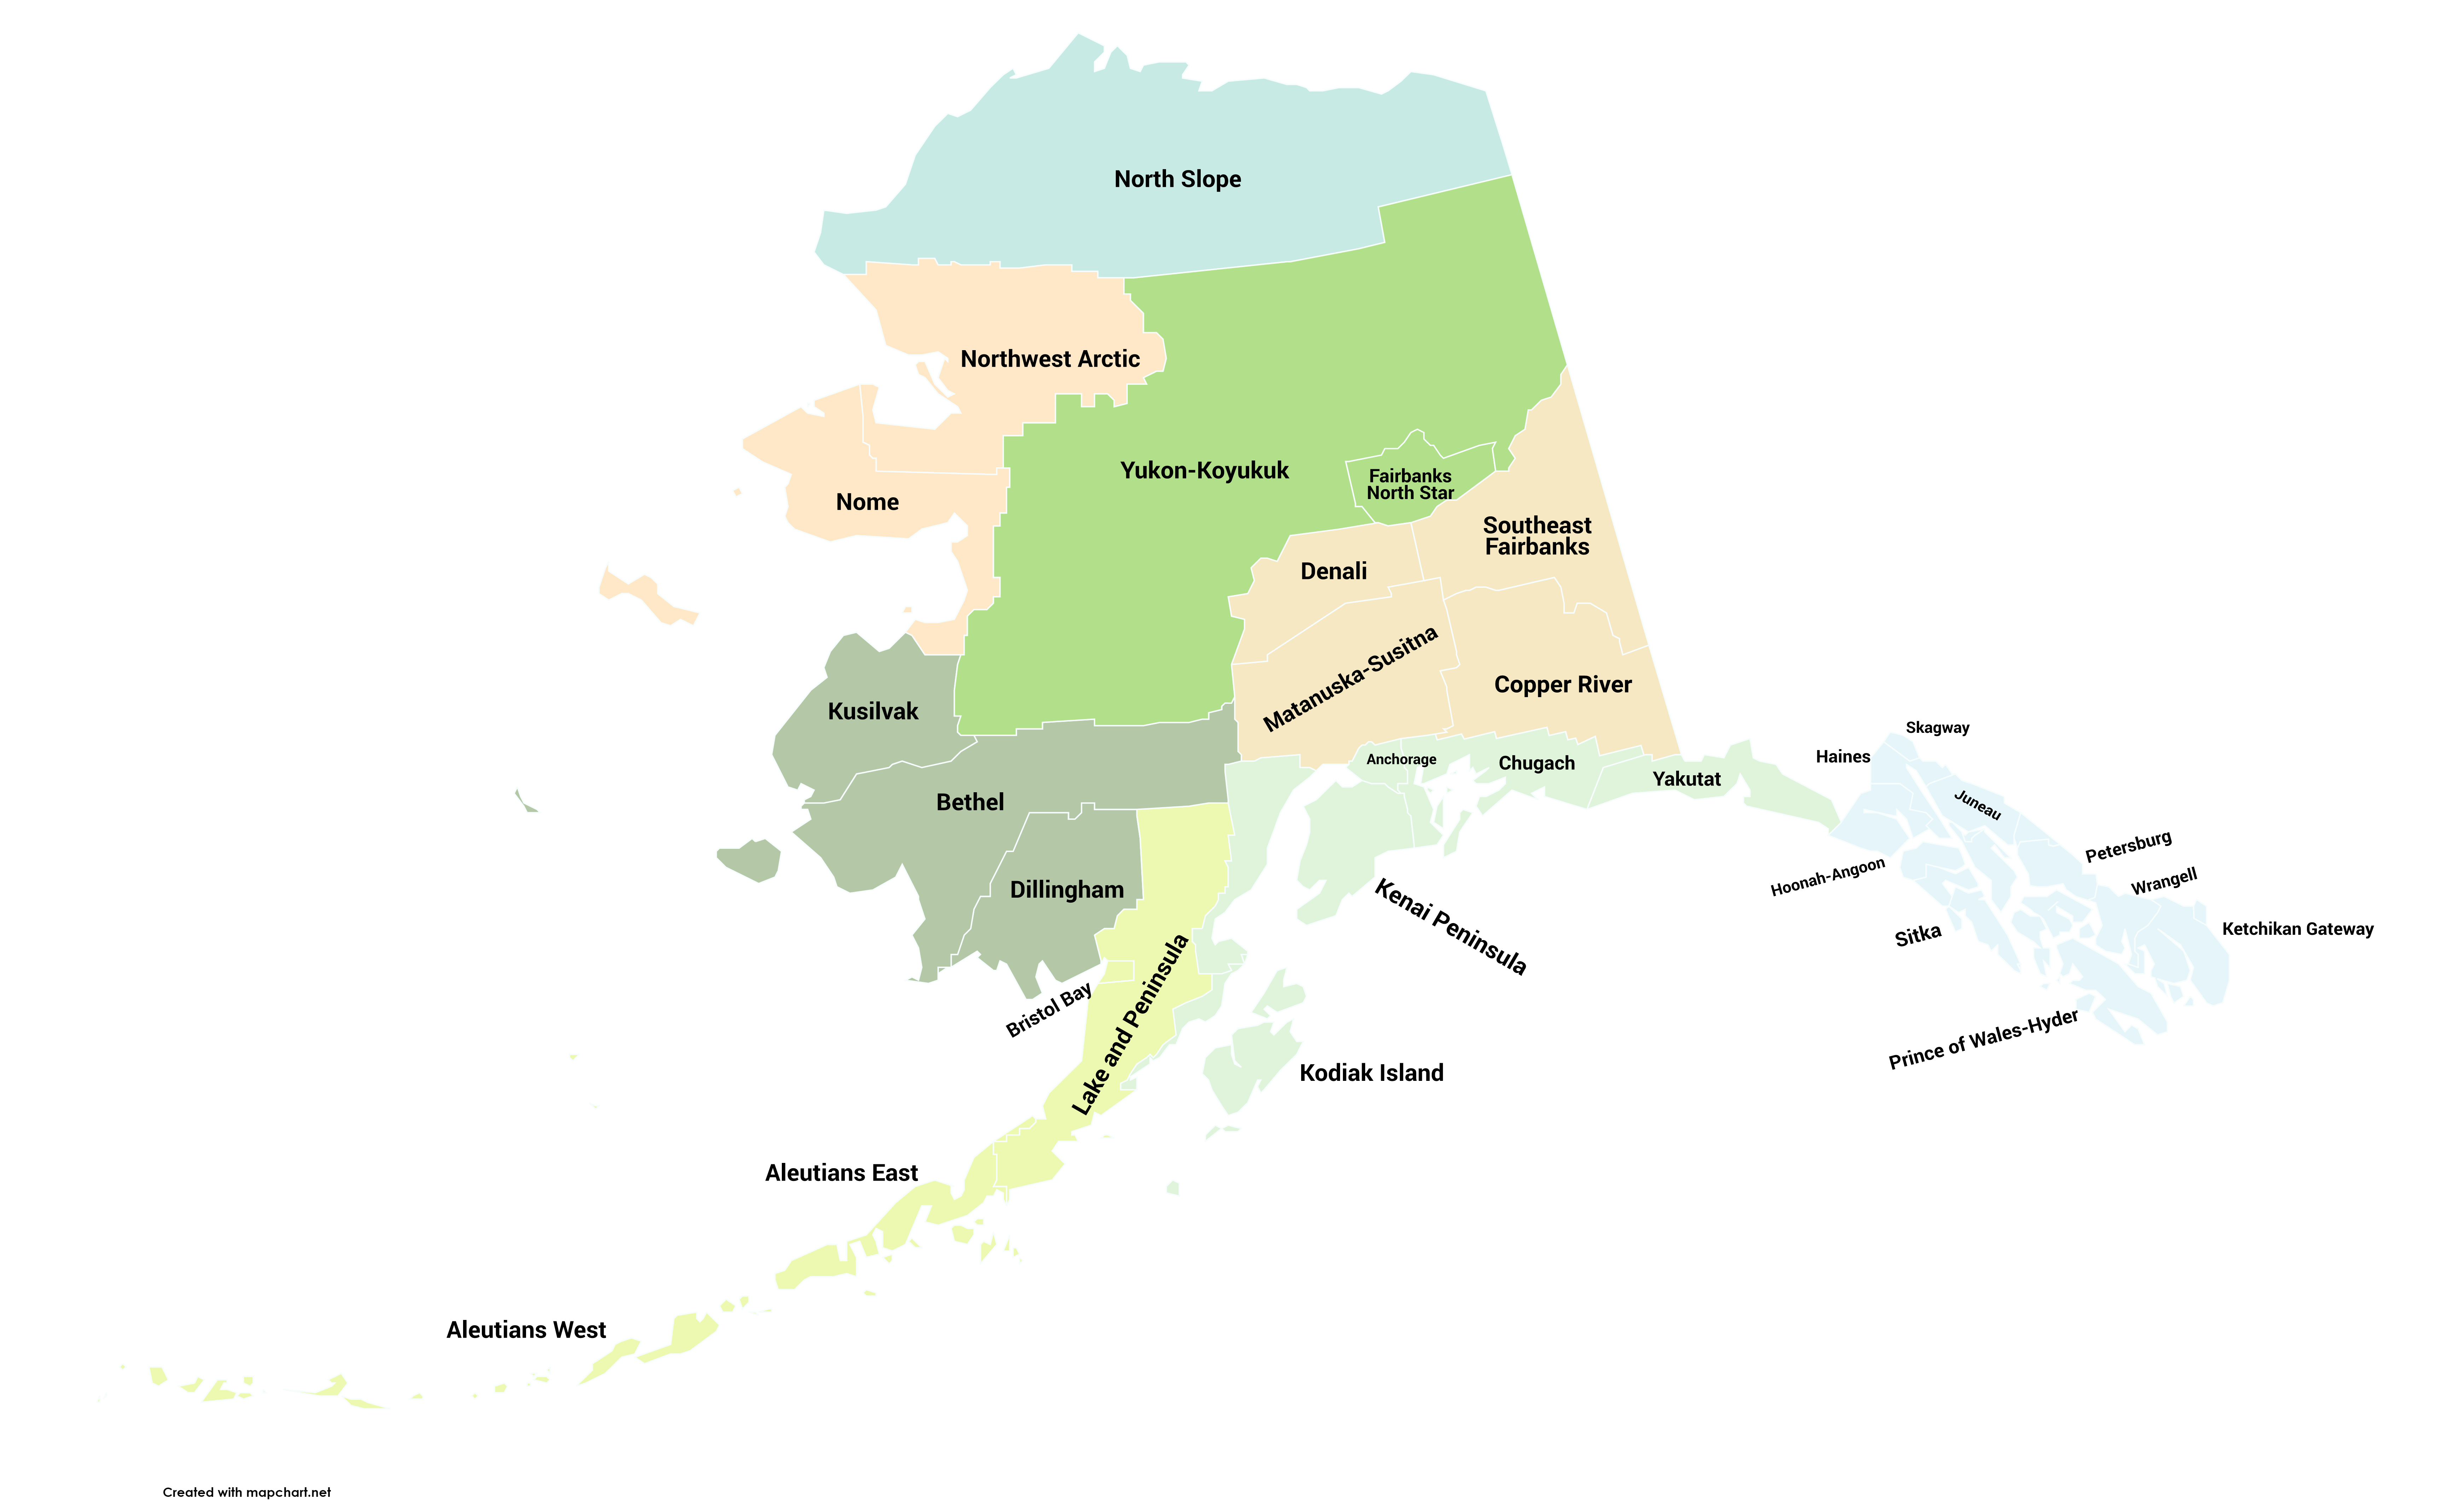 North Slope
Northwest Arctic
Yukon-Koyukuk
Fairbanks
North Star
Nome
Southeast
Fairbanks
Denali
Matanuska-Susitna
Copper River
Kusilvak
Skagway
Haines
Anchorage
Chugach
Yakutat
Bethel
Juneau
Petersburg
Hoonah-Angoon
Wrangell
Dillingham
Kenai Peninsula
Sitka
Ketchikan Gateway
Bristol Bay
Lake and Peninsula
Prince of Wales-Hyder
Kodiak Island
Aleutians East
Aleutians West
Created with mapchart.net